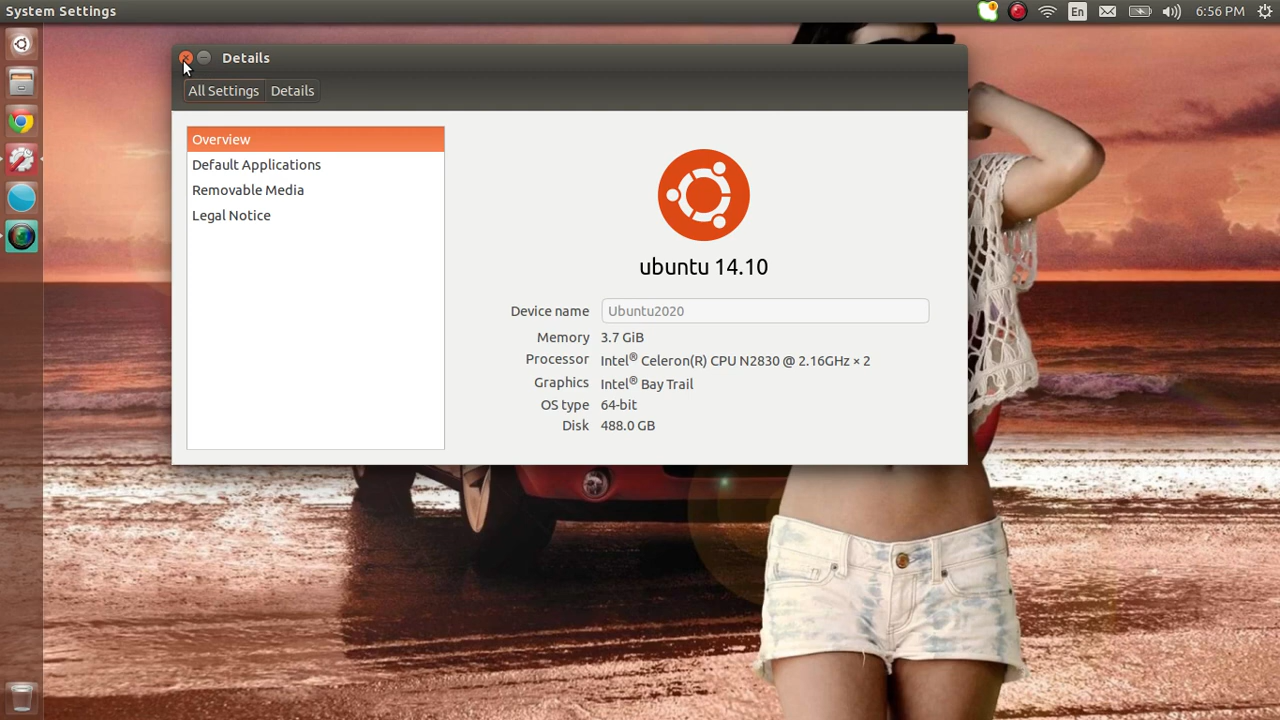 System Settings
En
6:56 PM
Details
All Settings Details
Overview
Default Applications
Removable Media
Legal Notice
ubuntu 14.10
Device name Ubuntu2020
Memory 3.7 GiB
Processor Intel® Celeron(R) CPU N2830 @ 2.16GHz × 2
Graphics Intel® Bay Trail
OS type 64-bit
Disk 488.0 GB